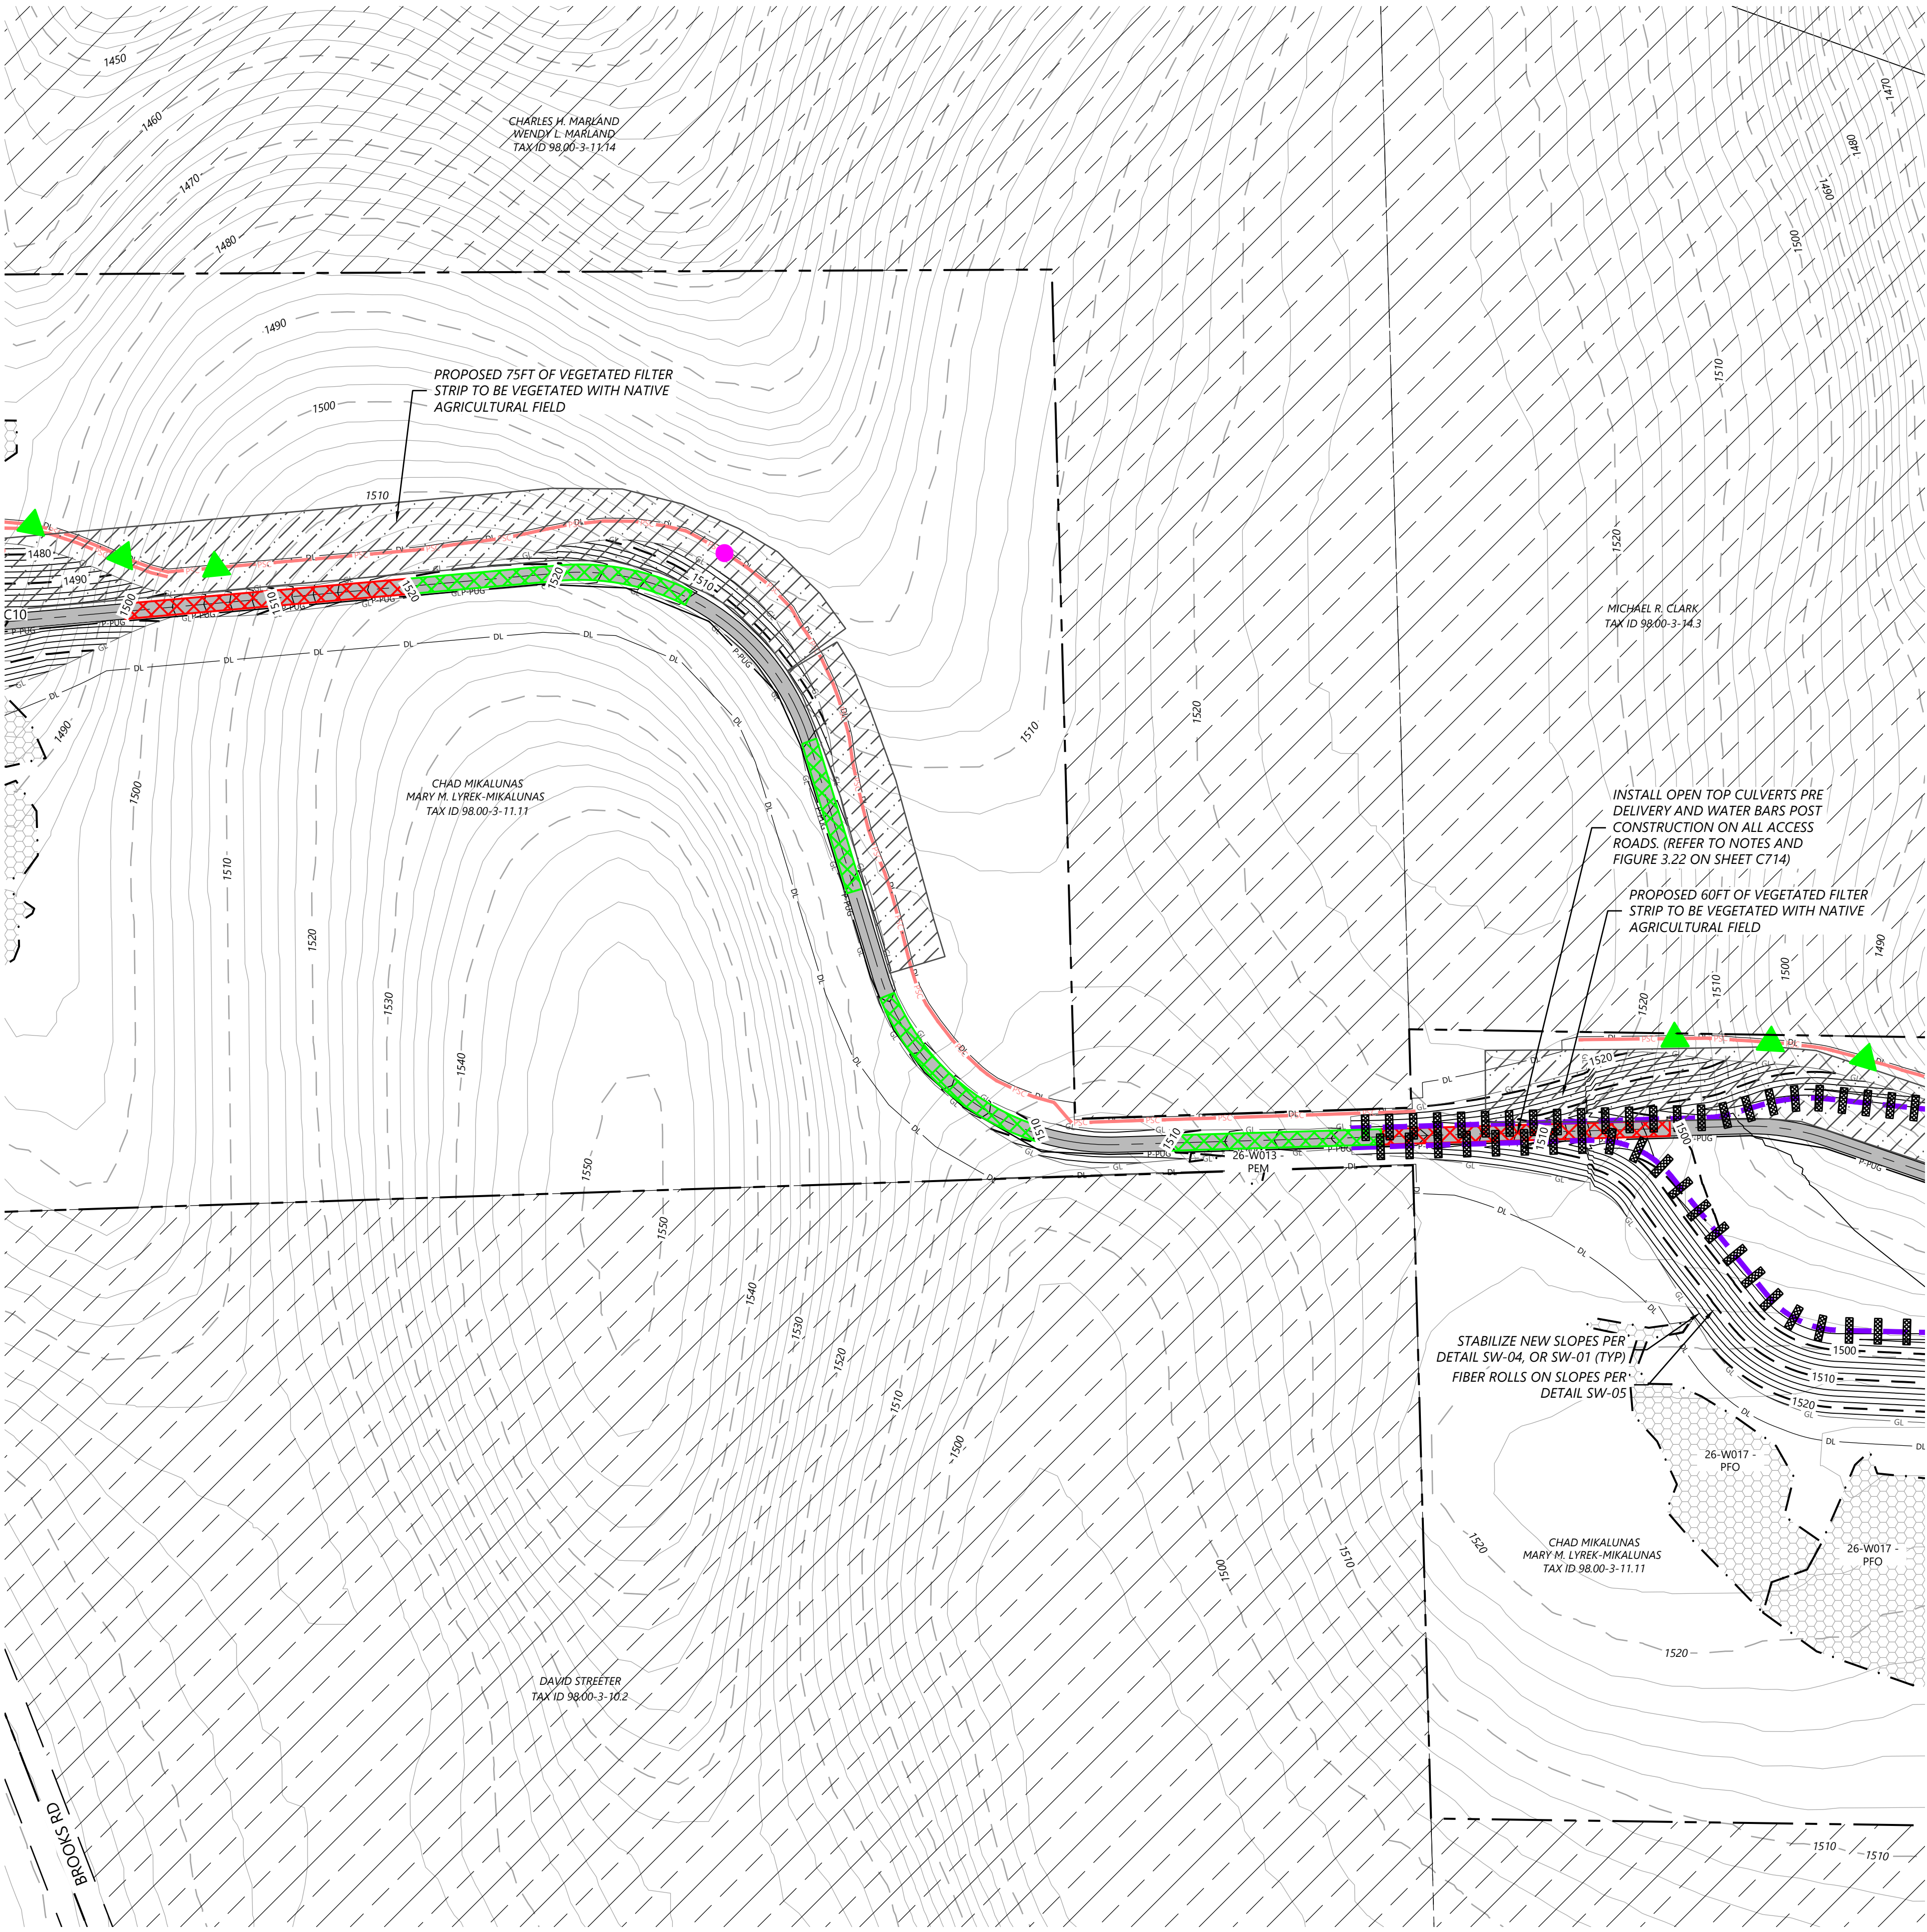 1450
1460
1470
1480
CHARLES H. MARLAND
WENDY L. MARLAND
TAX ID 98.00-3-11.14
1470
1480
1490
1500
1510
1520
1490
1500
1510
PROPOSED 75FT OF VEGETATED FILTER
STRIP TO BE VEGETATED WITH NATIVE
AGRICULTURAL FIELD
1480
1490
C10
1500
1510
1520
1520
1510
P-PUG
GL
DL
PSL
MICHAEL R. CLARK
TAX ID 98.00-3-14.3
1520
1510
1490
1500
1510
1520
1530
1540
1550
CHAD MIKALUNAS
MARY M. LYREK-MIKALUNAS
TAX ID 98.00-3-11.11
INSTALL OPEN TOP CULVERTS PRE
DELIVERY AND WATER BARS POST
CONSTRUCTION ON ALL ACCESS
ROADS. (REFER TO NOTES AND
FIGURE 3.22 ON SHEET C714)
PROPOSED 60FT OF VEGETATED FILTER
STRIP TO BE VEGETATED WITH NATIVE
AGRICULTURAL FIELD
1520
1510
1500
1490
1520
1510
1510
1510
1500
26-W013 -
PEM
1550
1540
1530
1520
1510
1500
1500
1510
STABILIZE NEW SLOPES PER
DETAIL SW-04, OR SW-01 (TYP)
FIBER ROLLS ON SLOPES PER
DETAIL SW-05
1500
1510
1520
26-W017 -
PFO
26-W017 -
PFO
1520
CHAD MIKALUNAS
MARY M. LYREK-MIKALUNAS
TAX ID 98.00-3-11.11
1520
DAVID STREETER
TAX ID 98.00-3-10.2
BROOKS RD
1510
1510